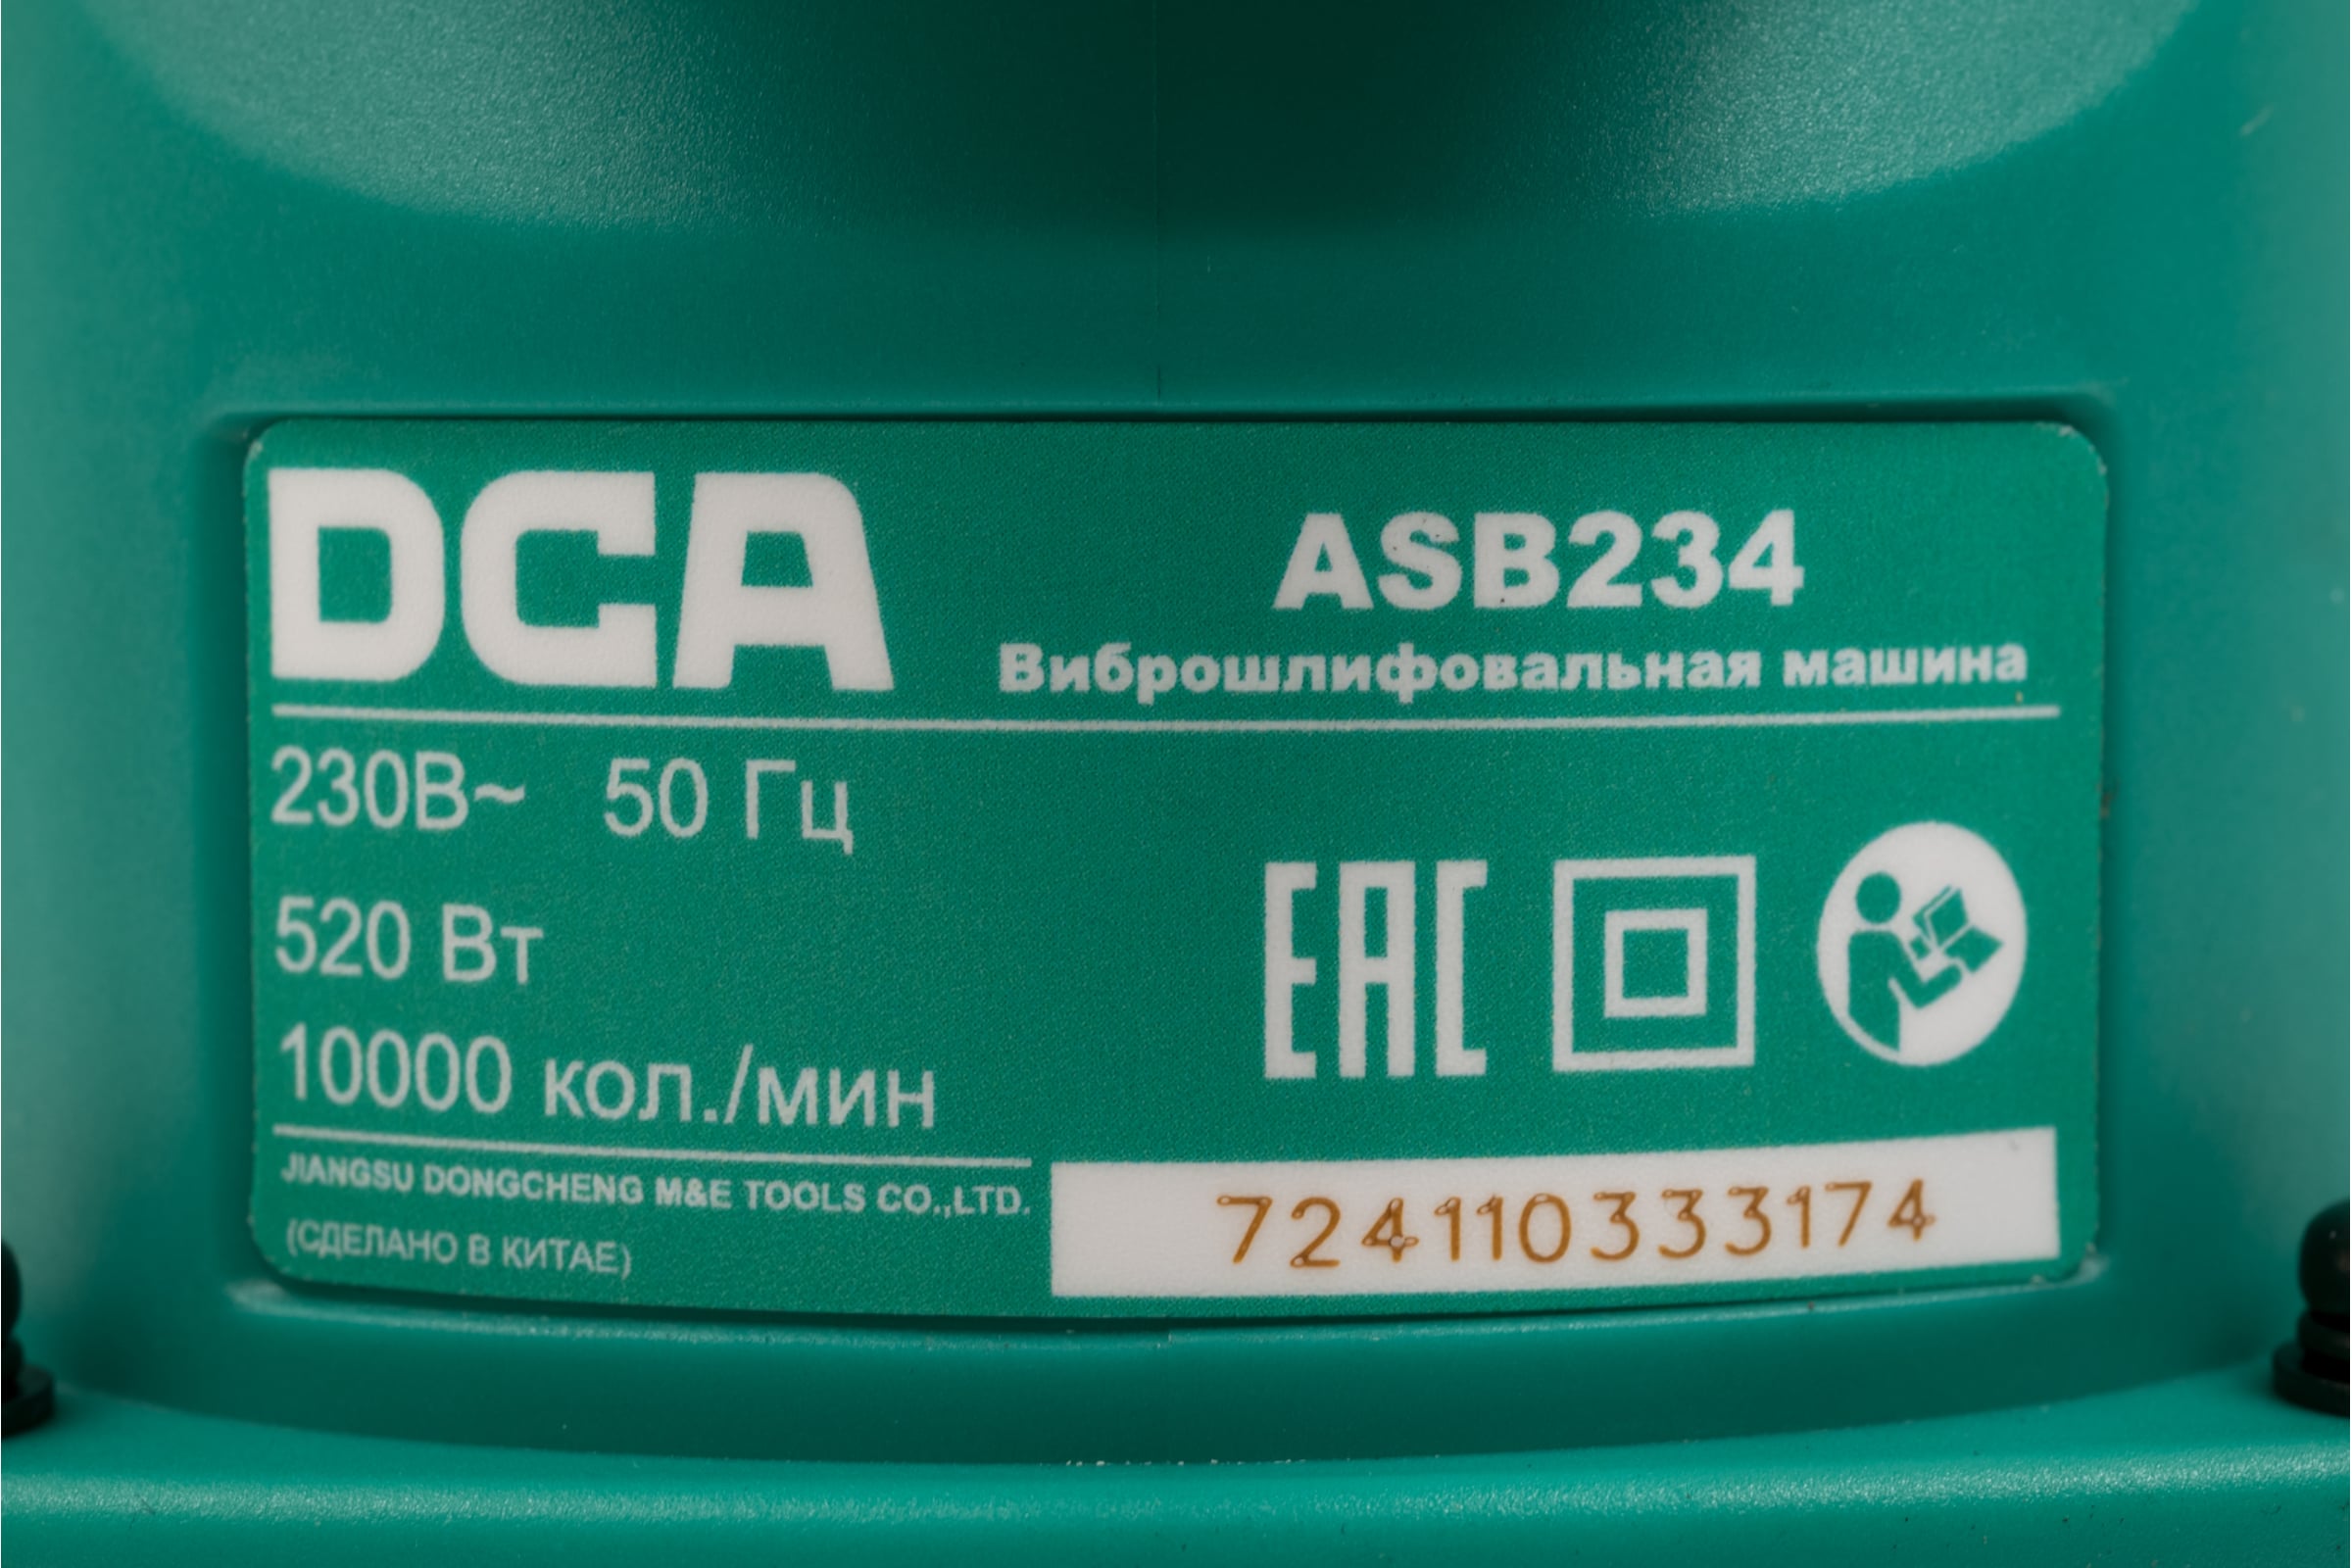 DCA
ASB234
Виброшлифовальная машина
230В~ 50 Гц
520 Вт
10000 кол./мин
EAC
JIANGSU DONGCHENG M&E TOOLS CO.,LTD.
(СДЕЛАНО В КИТАЕ)
724110333174